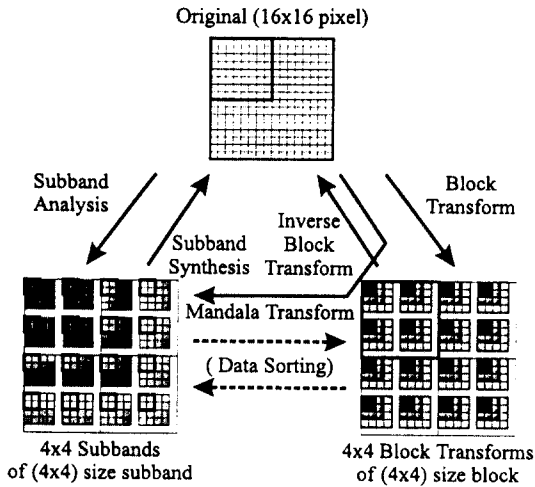 Original (16x16 pixel)
Subband
Analysis
Block
Transform
Inverse
Block
Transform
Subband
Synthesis
Mandala Transform
( Data Sorting)
4x4 Subbands
of (4x4) size subband
4x4 Block Transforms
of (4x4) size block